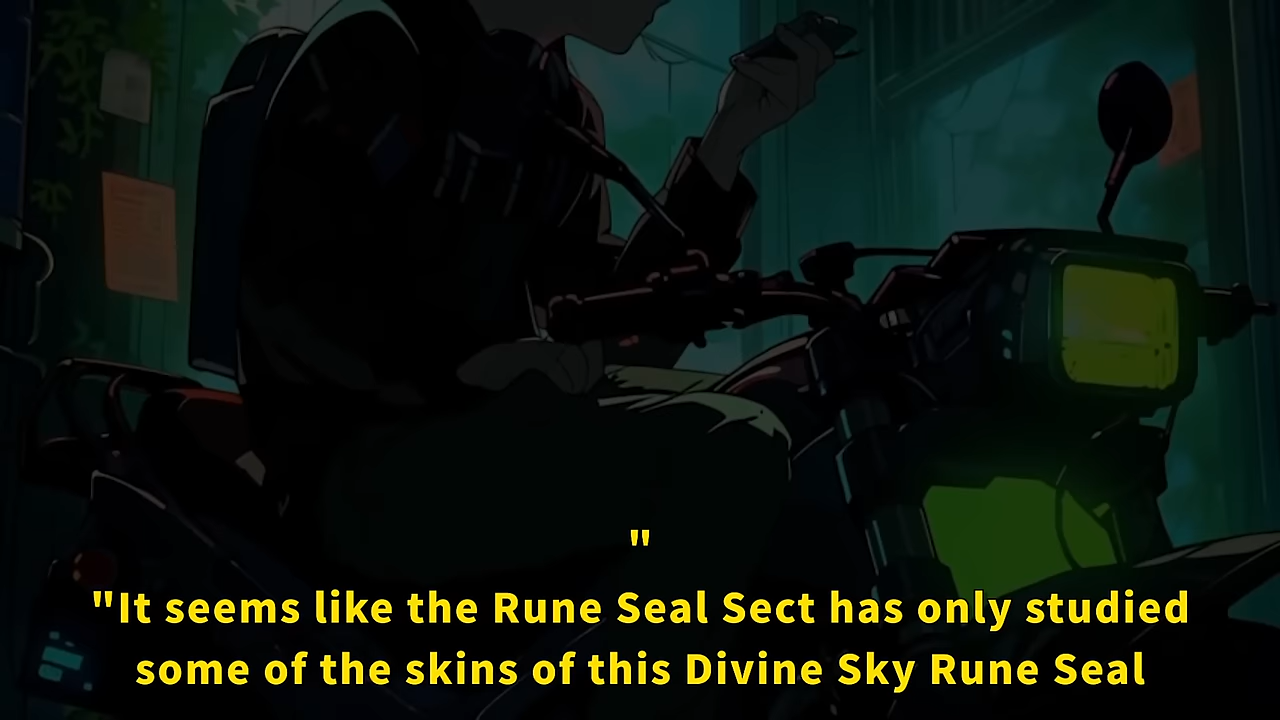 "
"It seems like the Rune Seal Sect has only studied
some of the skins of this Divine Sky Rune Seal